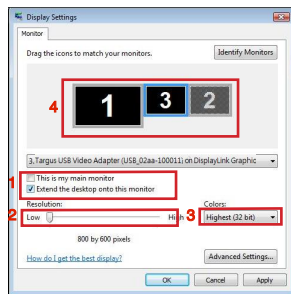 Display Settings
Monitor
Drag the icons to match your monitors.
Identify Monitors
4
1
3
2
3.Targus USB Video Adapter (USB_02aa-100011) on DisplayLink Graphic
1
This is my main monitor
Extend the desktop onto this monitor
Resolution:
Colors:
2
Low
High
3
Highest (32 bit)
800 by 600 pixels
How do I get the best display?
Advanced Settings...
OK
Cancel
Apply